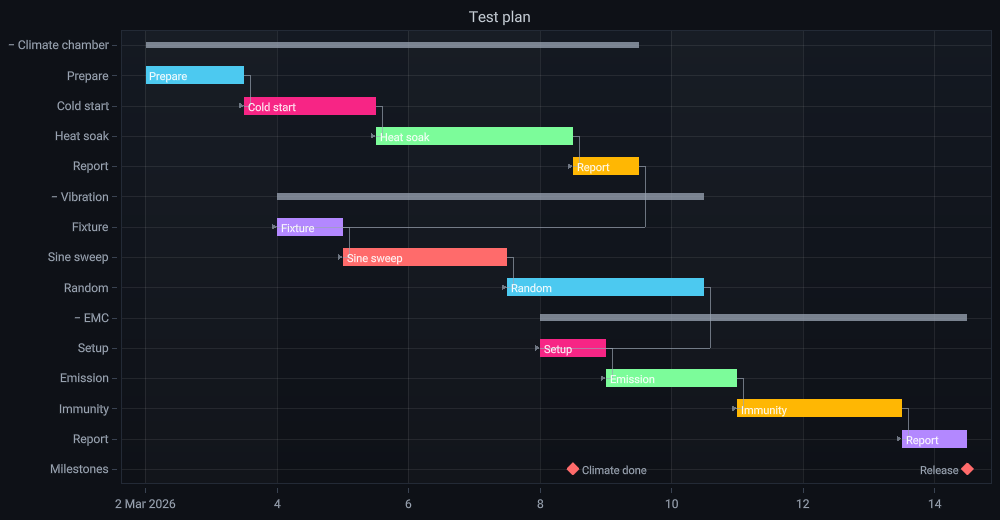 Test plan
− Climate chamber
Prepare Prepare
Cold start Cold start
Heat soak Heat soak
Report Report
− Vibration
Fixture Fixture
Sine sweep Sine sweep
Random Random
− EMC
Setup Setup
Emission Emission
Immunity Immunity
Report Report
Milestones Climate done Release
2 Mar 2026 4 6 8 10 12 14